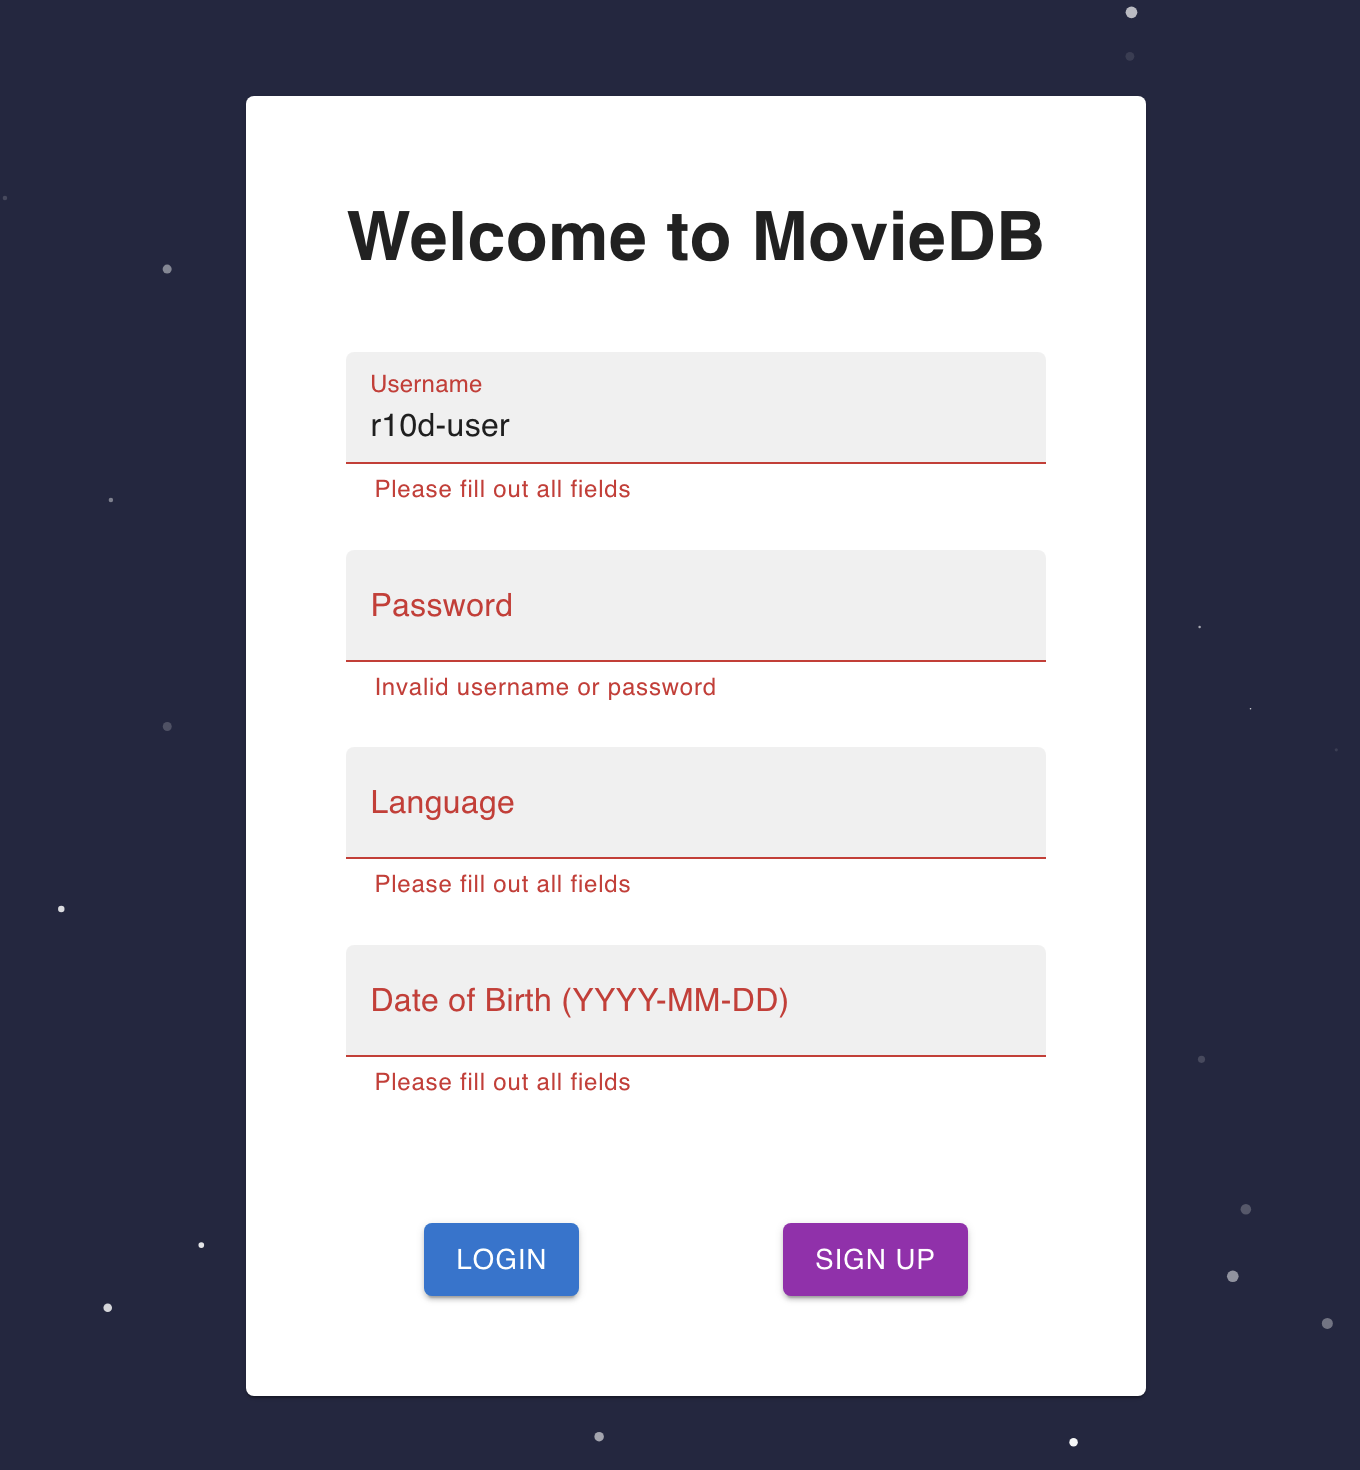 Welcome to MovieDB
Username
r10d-user
Please fill out all fields
Password
Invalid username or password
Language
Please fill out all fields
Date of Birth (YYYY-MM-DD)
Please fill out all fields
LOGIN
SIGN UP